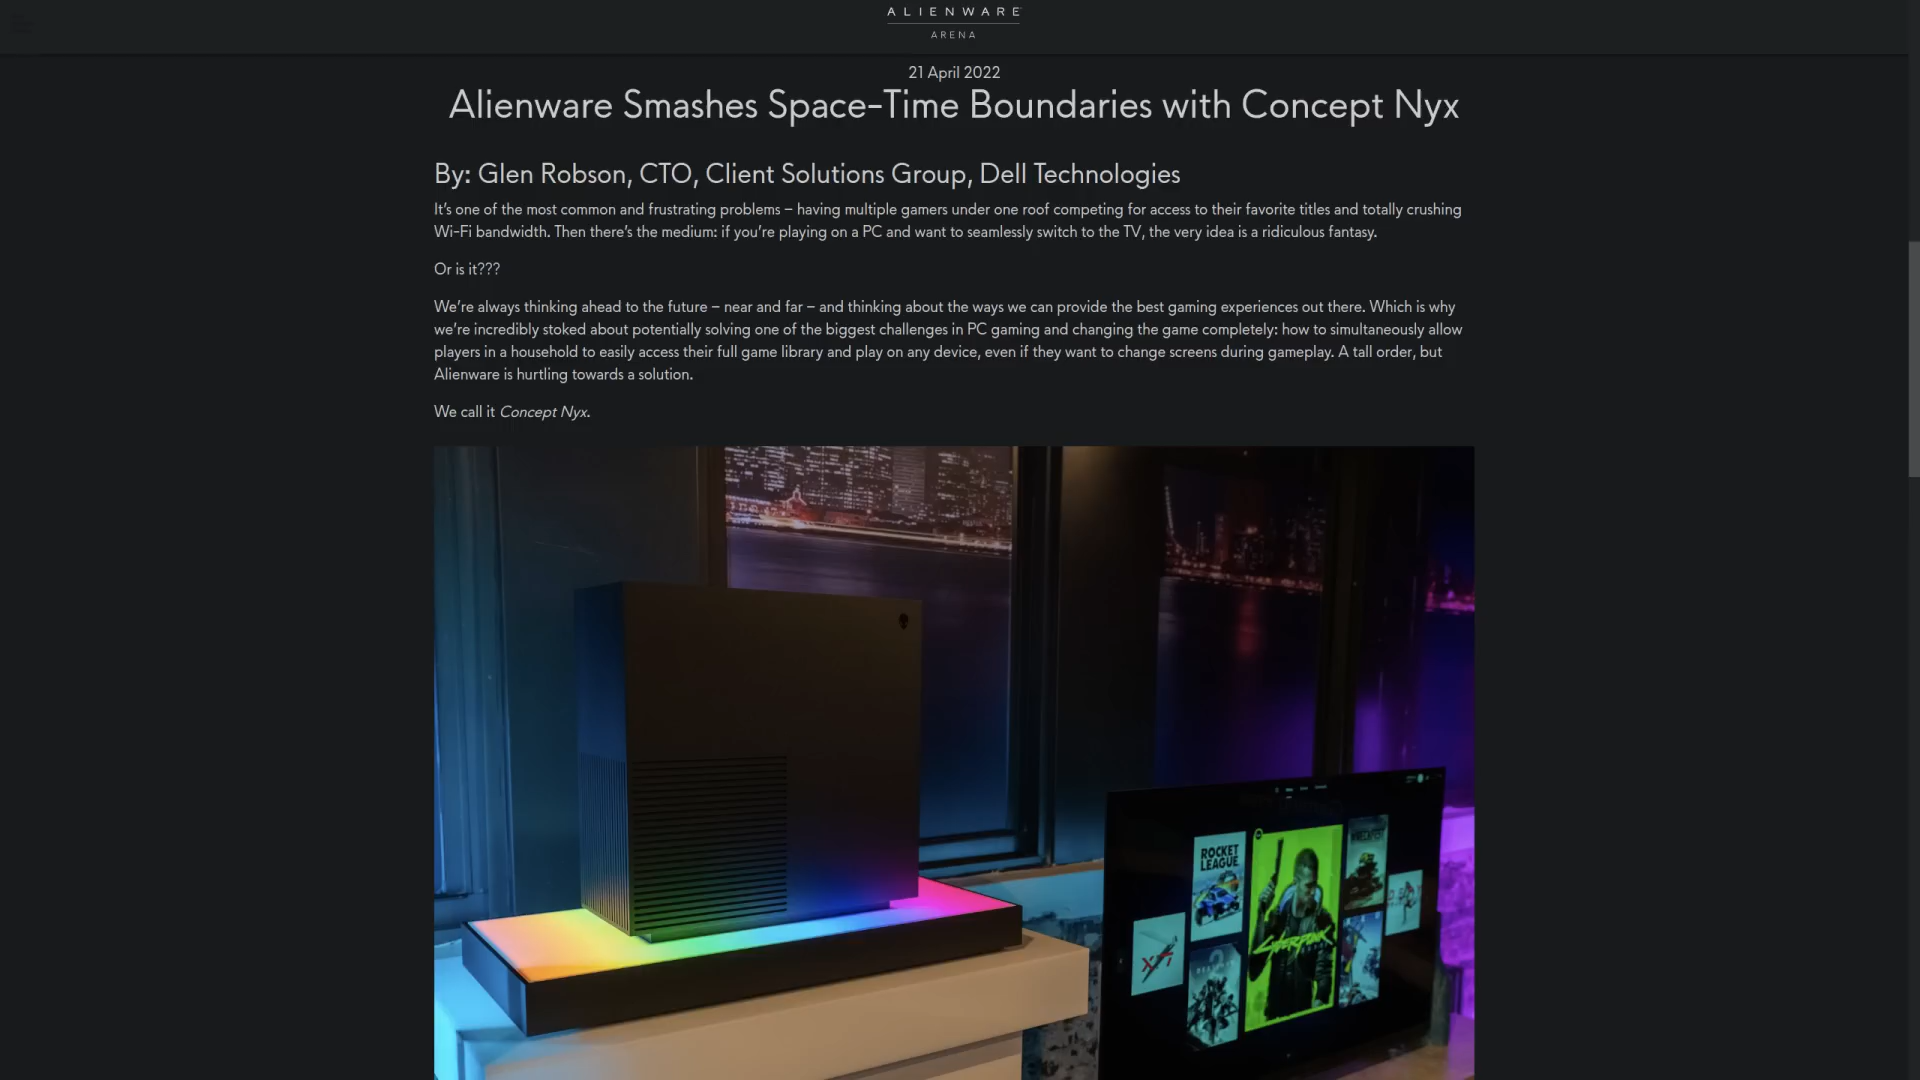 ALIENWARE
ARENA
21 April 2022
Alienware Smashes Space-Time Boundaries with Concept Nyx
By: Glen Robson, CTO, Client Solutions Group, Dell Technologies
It's one of the most common and frustrating problems – having multiple gamers under one roof competing for access to their favorite titles and totally crushing
Wi-Fi bandwidth. Then there's the medium: if you're playing on a PC and want to seamlessly switch to the TV, the very idea is a ridiculous fantasy.
Or is it???
We're always thinking ahead to the future – near and far – and thinking about the ways we can provide the best gaming experiences out there. Which is why
we're incredibly stoked about potentially solving one of the biggest challenges in PC gaming and changing the game completely: how to simultaneously allow
players in a household to easily access their full game library and play on any device, even if they want to change screens during gameplay. A tall order, but
Alienware is hurtling towards a solution.
We call it Concept Nyx.
ROCKET
LEAGUE
CYBERPUNK